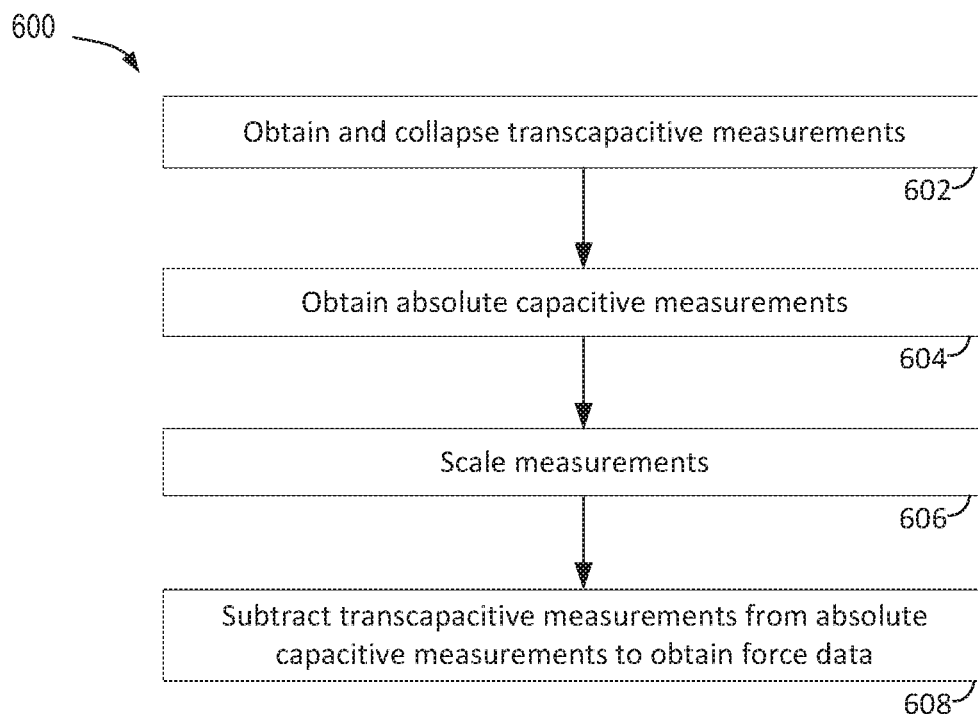 600
Obtain and collapse transcapacitive measurements
602
Obtain absolute capacitive measurements
604
Scale measurements
606
Subtract transcapacitive measurements from absolute
capacitive measurements to obtain force data
608